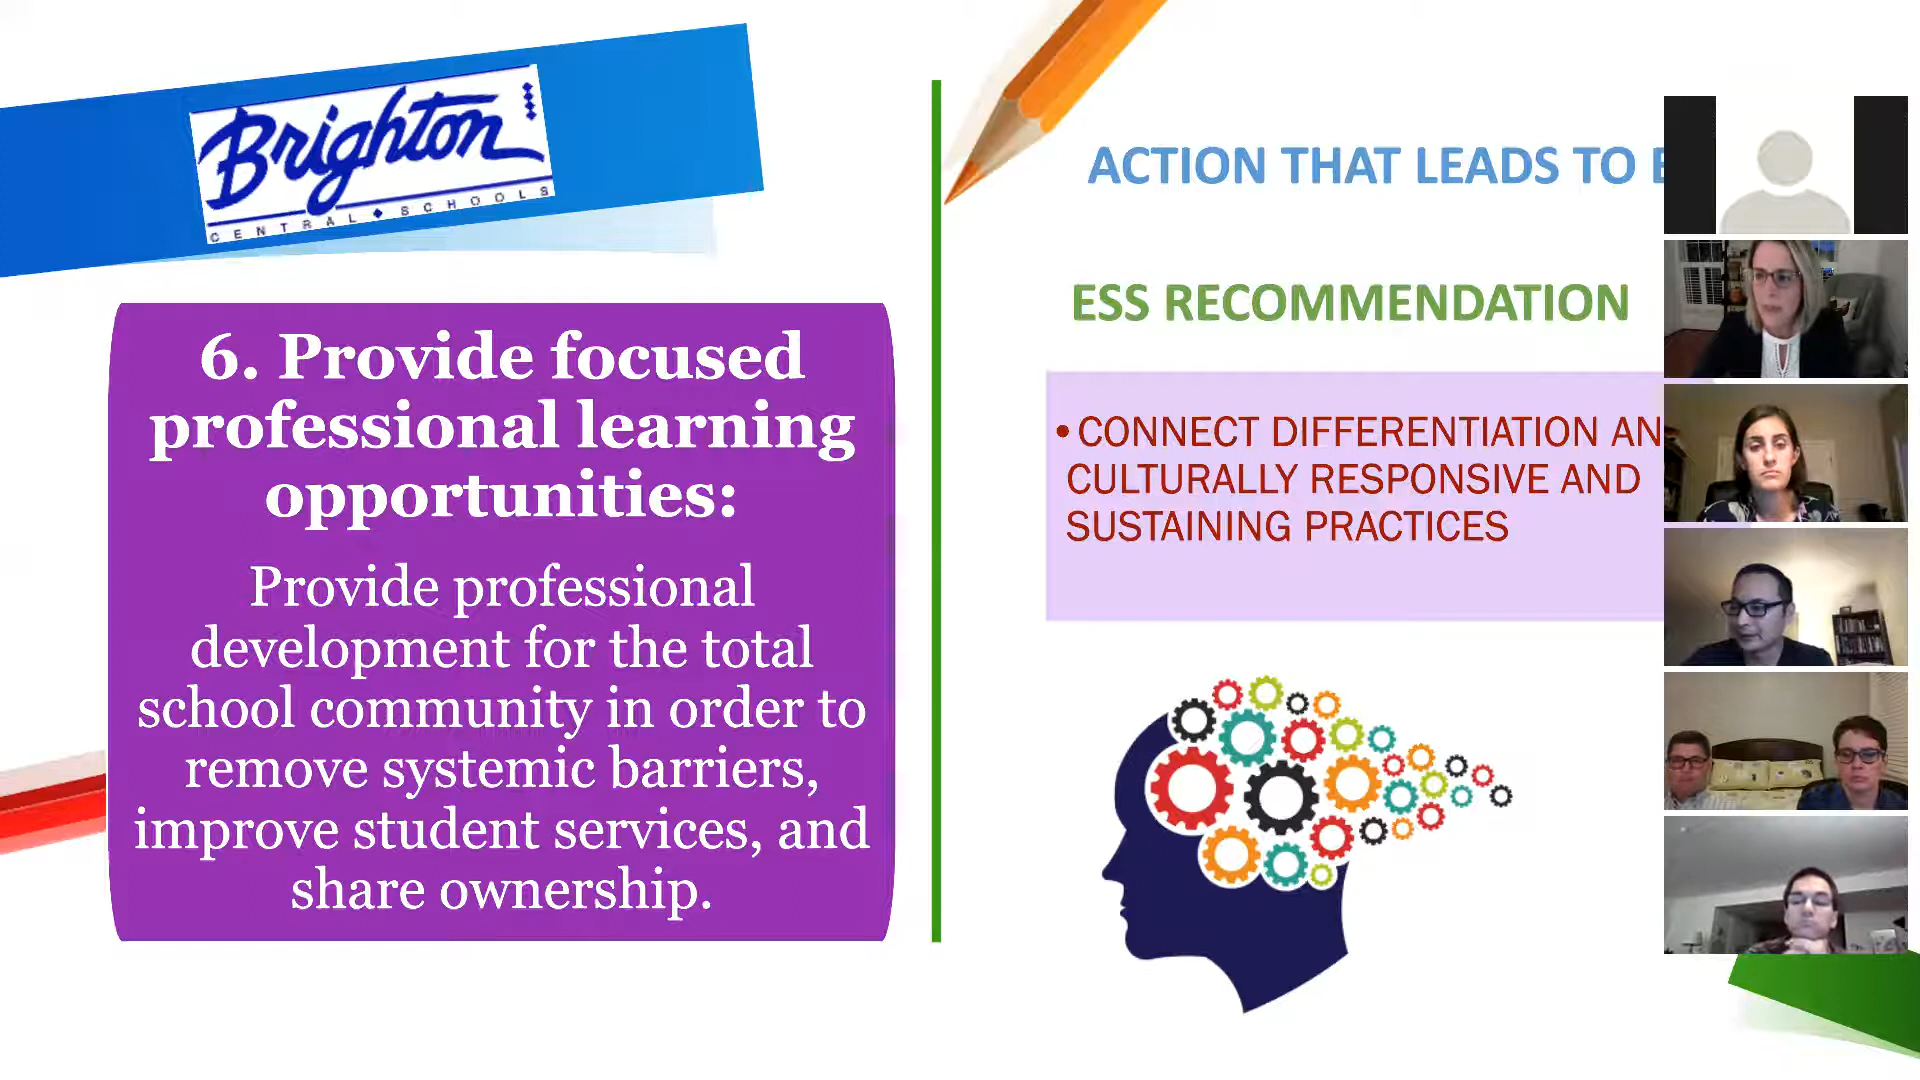 Brighton
CENTRAL SCHOOLS
6. Provide focused
professional learning
opportunities:
Provide professional
development for the total
school community in order to
remove systemic barriers,
improve student services, and
share ownership.
ACTION THAT LEADS TO
ESS RECOMMENDATION
• CONNECT DIFFERENTIATION AN
CULTURALLY RESPONSIVE AND
SUSTAINING PRACTICES